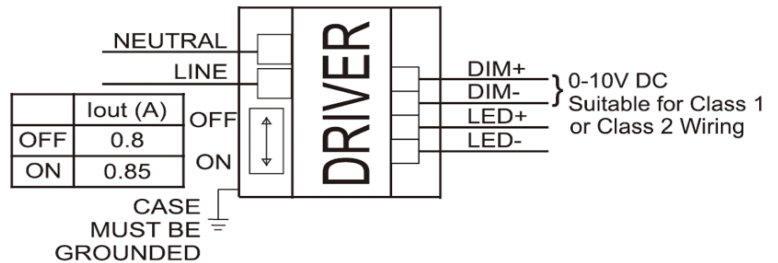 NEUTRAL
LINE
Iout (A)
OFF 0.8
ON 0.85
OFF
ON
CASE
MUST BE
GROUNDED
DRIVER
DIM+
DIM-
LED+
LED-
0-10V DC
Suitable for Class 1
or Class 2 Wiring